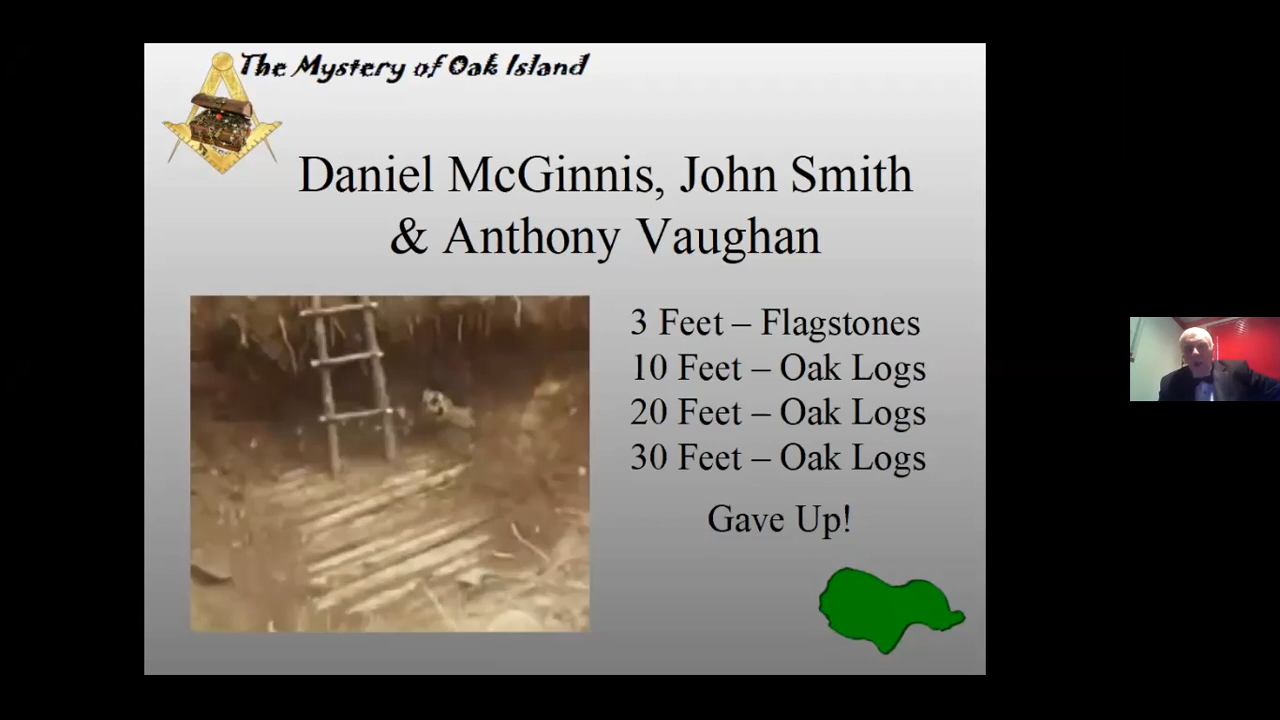 The Mystery of Oak Island
Daniel McGinnis, John Smith
& Anthony Vaughan
3 Feet – Flagstones
10 Feet – Oak Logs
20 Feet – Oak Logs
30 Feet – Oak Logs
Gave Up!